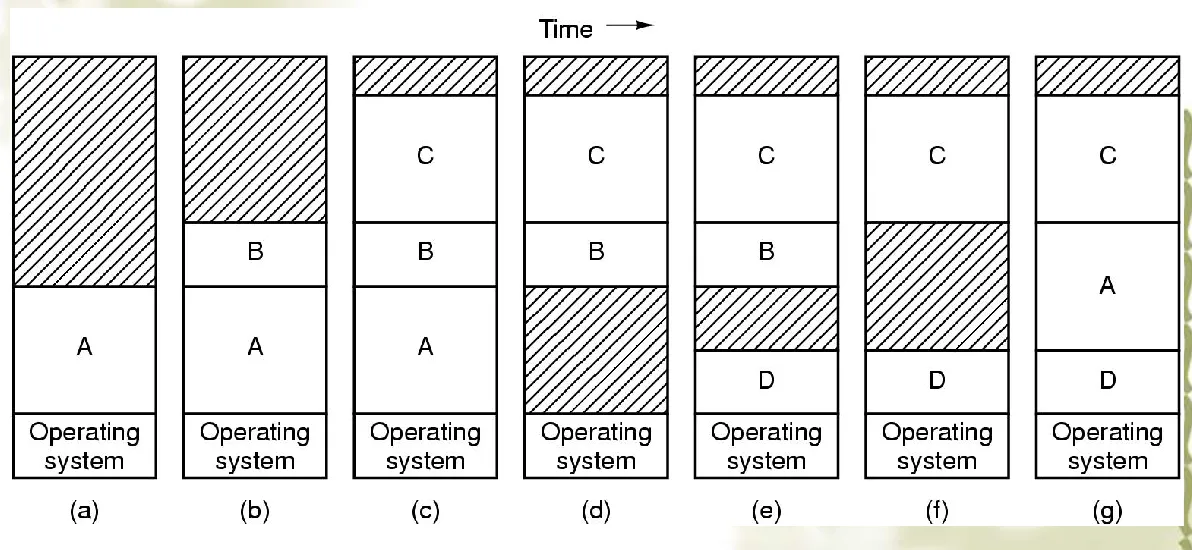 Time
C
C
C
C
C
B
B
B
B
A
A
A
A
D
D
D
Operating
system
Operating
system
Operating
system
Operating
system
Operating
system
Operating
system
Operating
system
(a)
(b)
(c)
(d)
(e)
(f)
(g)